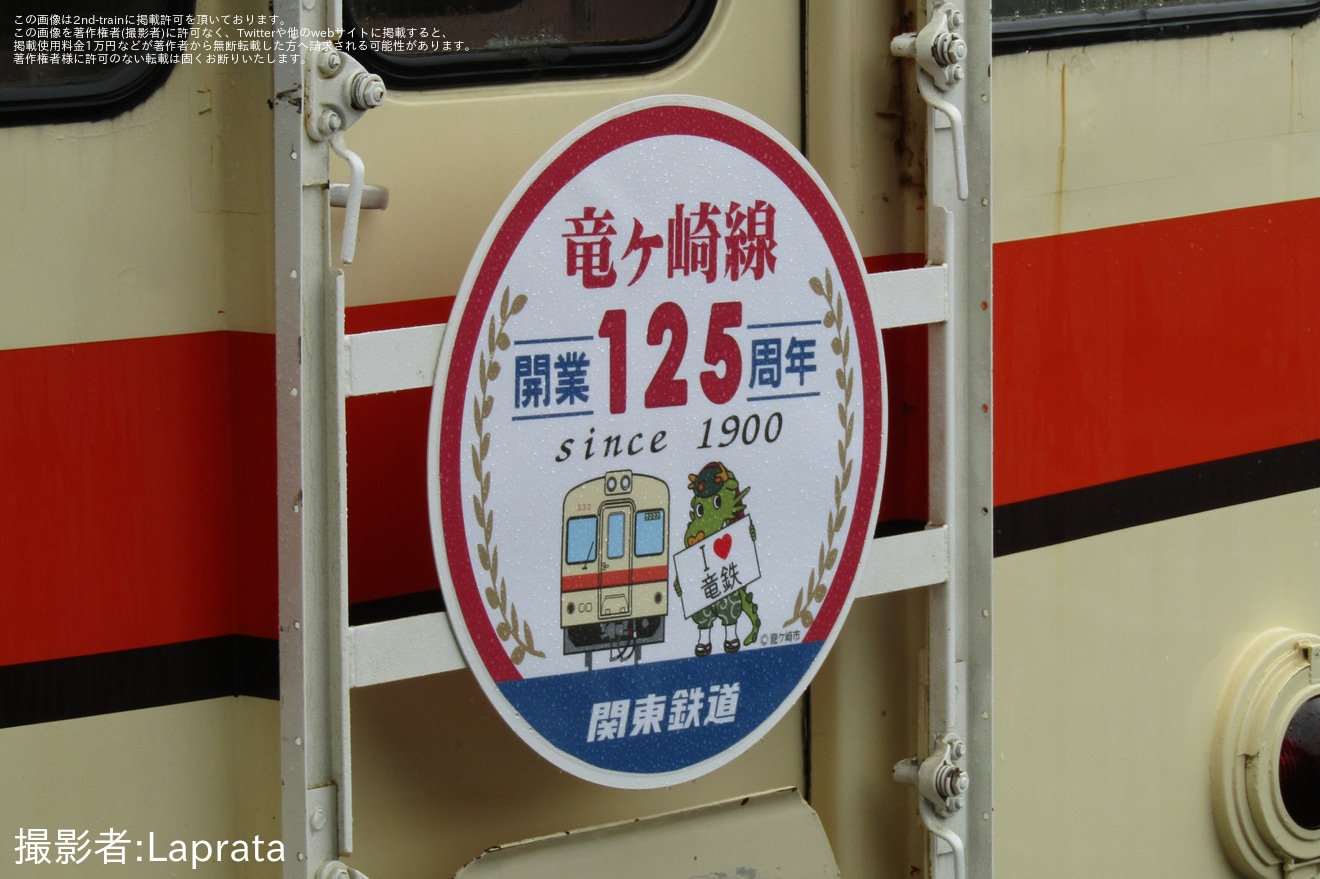 この画像は2nd-trainに掲載許可を頂いております。
この画像を著作権者(撮影者)に許可なく、Twitterや他のwebサイトに掲載すると、
掲載使用料金1万円などが著作者から無断転載した方へ請求される可能性があります。
著作権者様に許可のない転載は固くお断りいたします。
竜ヶ崎線
開業125周年
since 1900
332
I ♥
竜鉄
©龍ケ崎市
関東鉄道
撮影者:Laprata